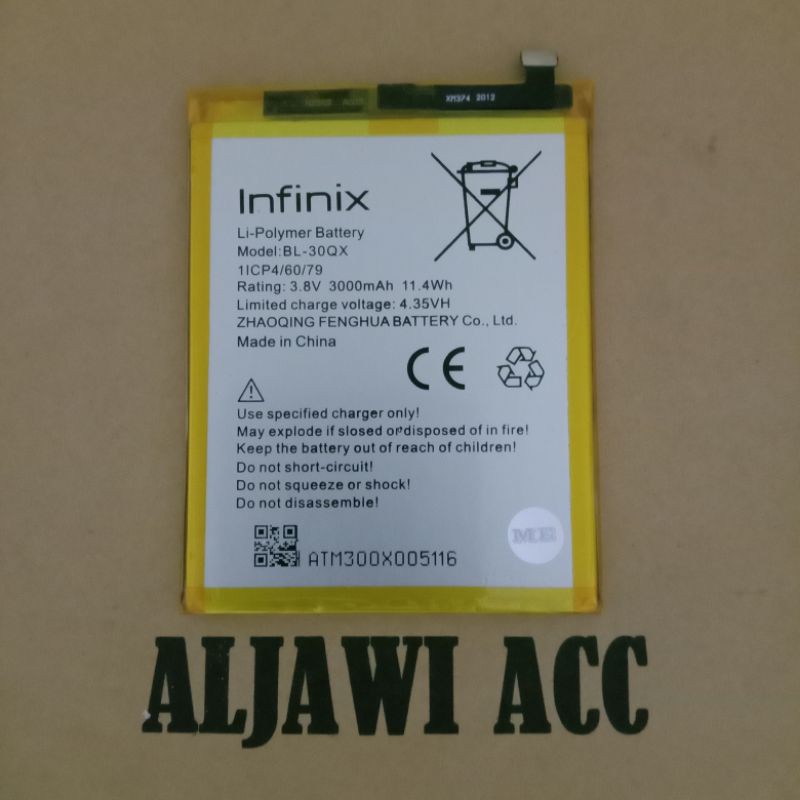 XM374 2012
Infinix
Li-Polymer Battery
Model:BL-30QX
1ICP4/60/79
Rating: 3.8V 3000mAh 11.4Wh
Limited charge voltage: 4.35VH
ZHAOQING FENGHUA BATTERY Co., Ltd.
Made in China
CE
Use specified charger only!
May explode if slosed or disposed of in fire!
Keep the battery out of reach of children!
Do not short-circuit!
Do not squeeze or shock!
Do not disassemble!
ATM300X005116
ALJAWI ACC